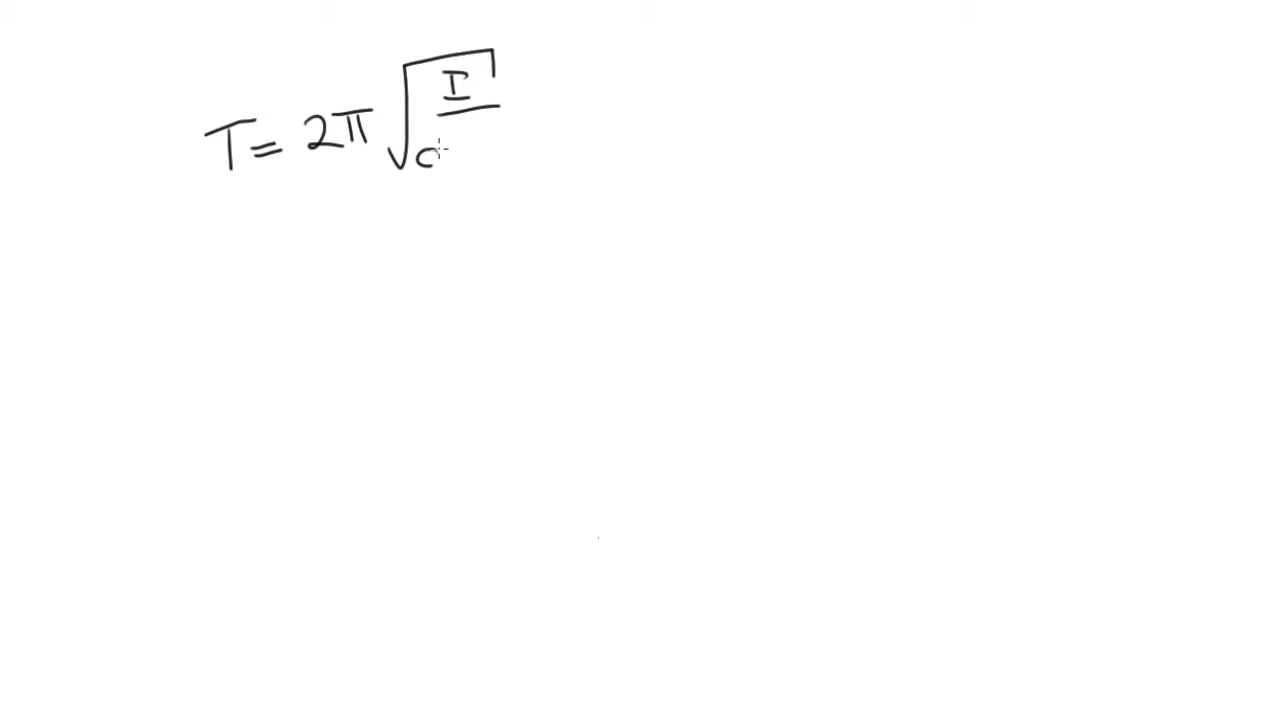 T = 2π √(I / c)